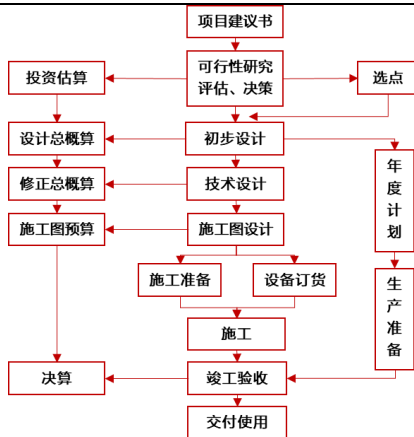 项目建议书
投资估算
可行性研究
评估、决策
选点
设计总概算
初步设计
年度计划
修正总概算
技术设计
施工图预算
施工图设计
施工准备
设备订货
生产准备
施工
决算
竣工验收
交付使用